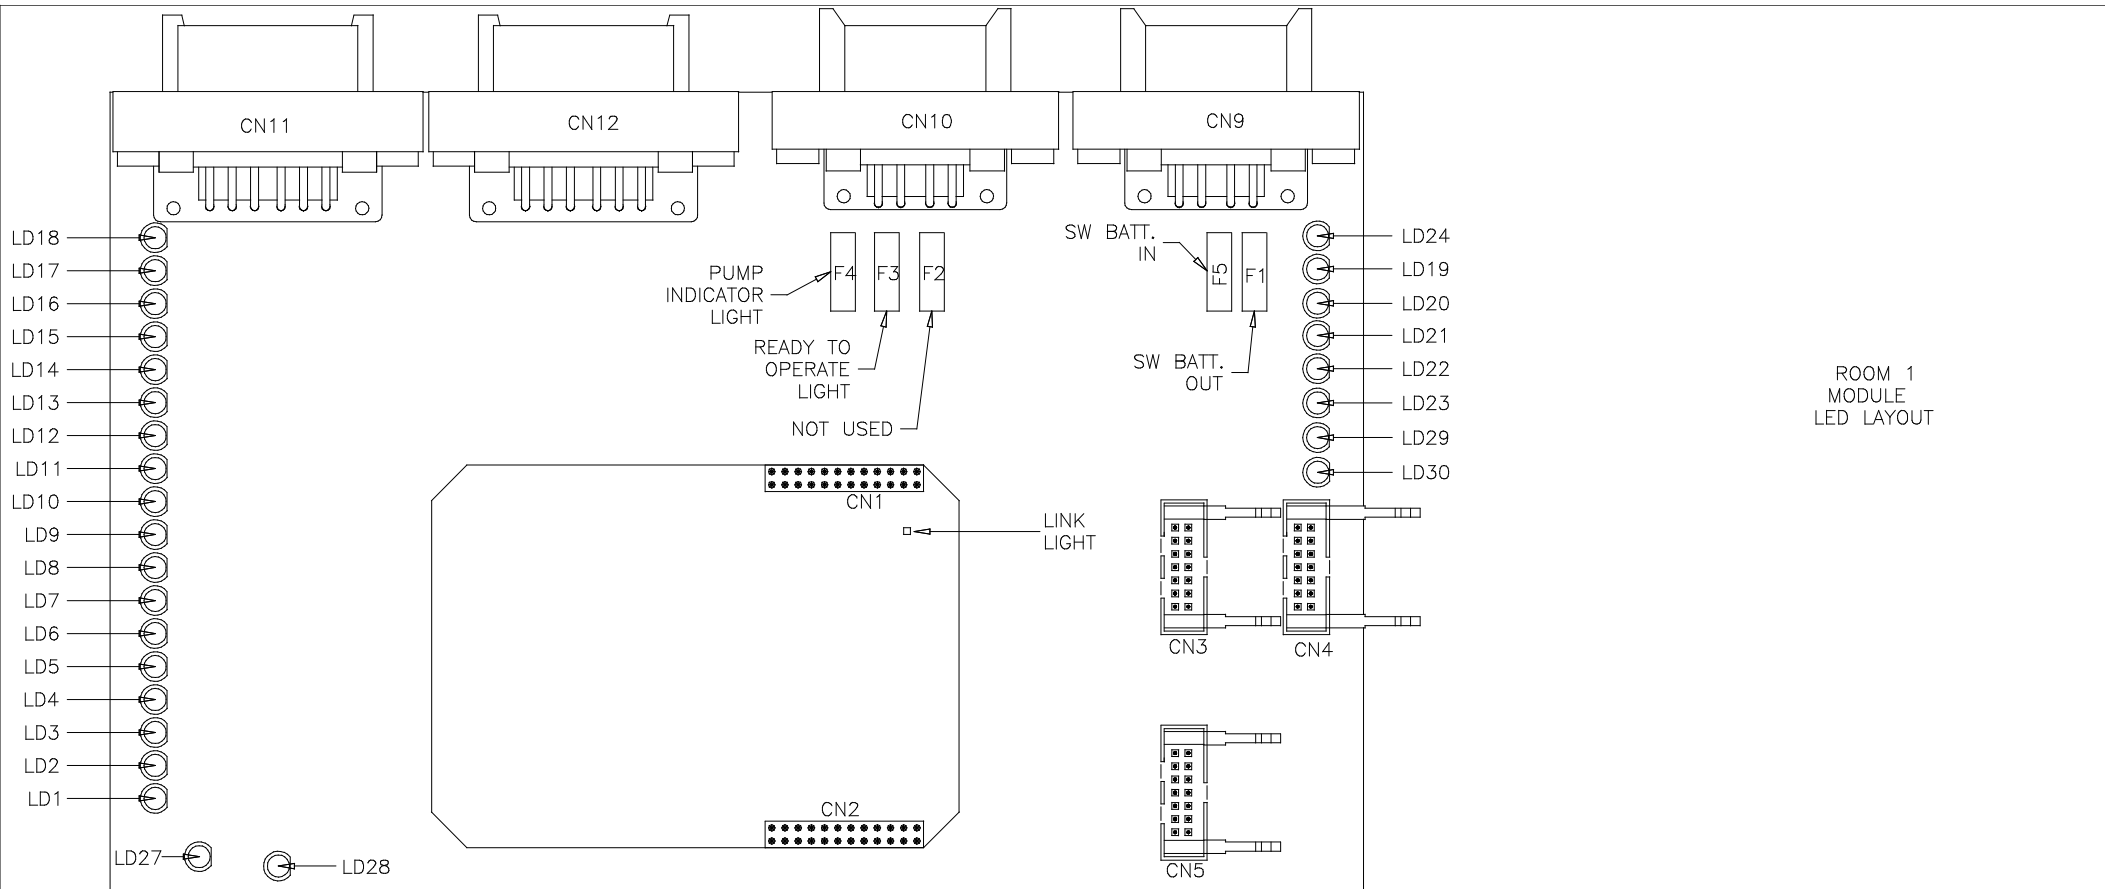 CN11
CN12
CN10
CN9
LD18
LD17
LD16
LD15
LD14
LD13
LD12
LD11
LD10
LD9
LD8
LD7
LD6
LD5
LD4
LD3
LD2
LD1
LD27
LD28
PUMP
INDICATOR
LIGHT
F4
F3
F2
READY TO
OPERATE
LIGHT
NOT USED
SW BATT.
IN
F5
F1
SW BATT.
OUT
LD24
LD19
LD20
LD21
LD22
LD23
LD29
LD30
CN1
LINK
LIGHT
CN2
CN3
CN4
CN5
ROOM 1
MODULE
LED LAYOUT